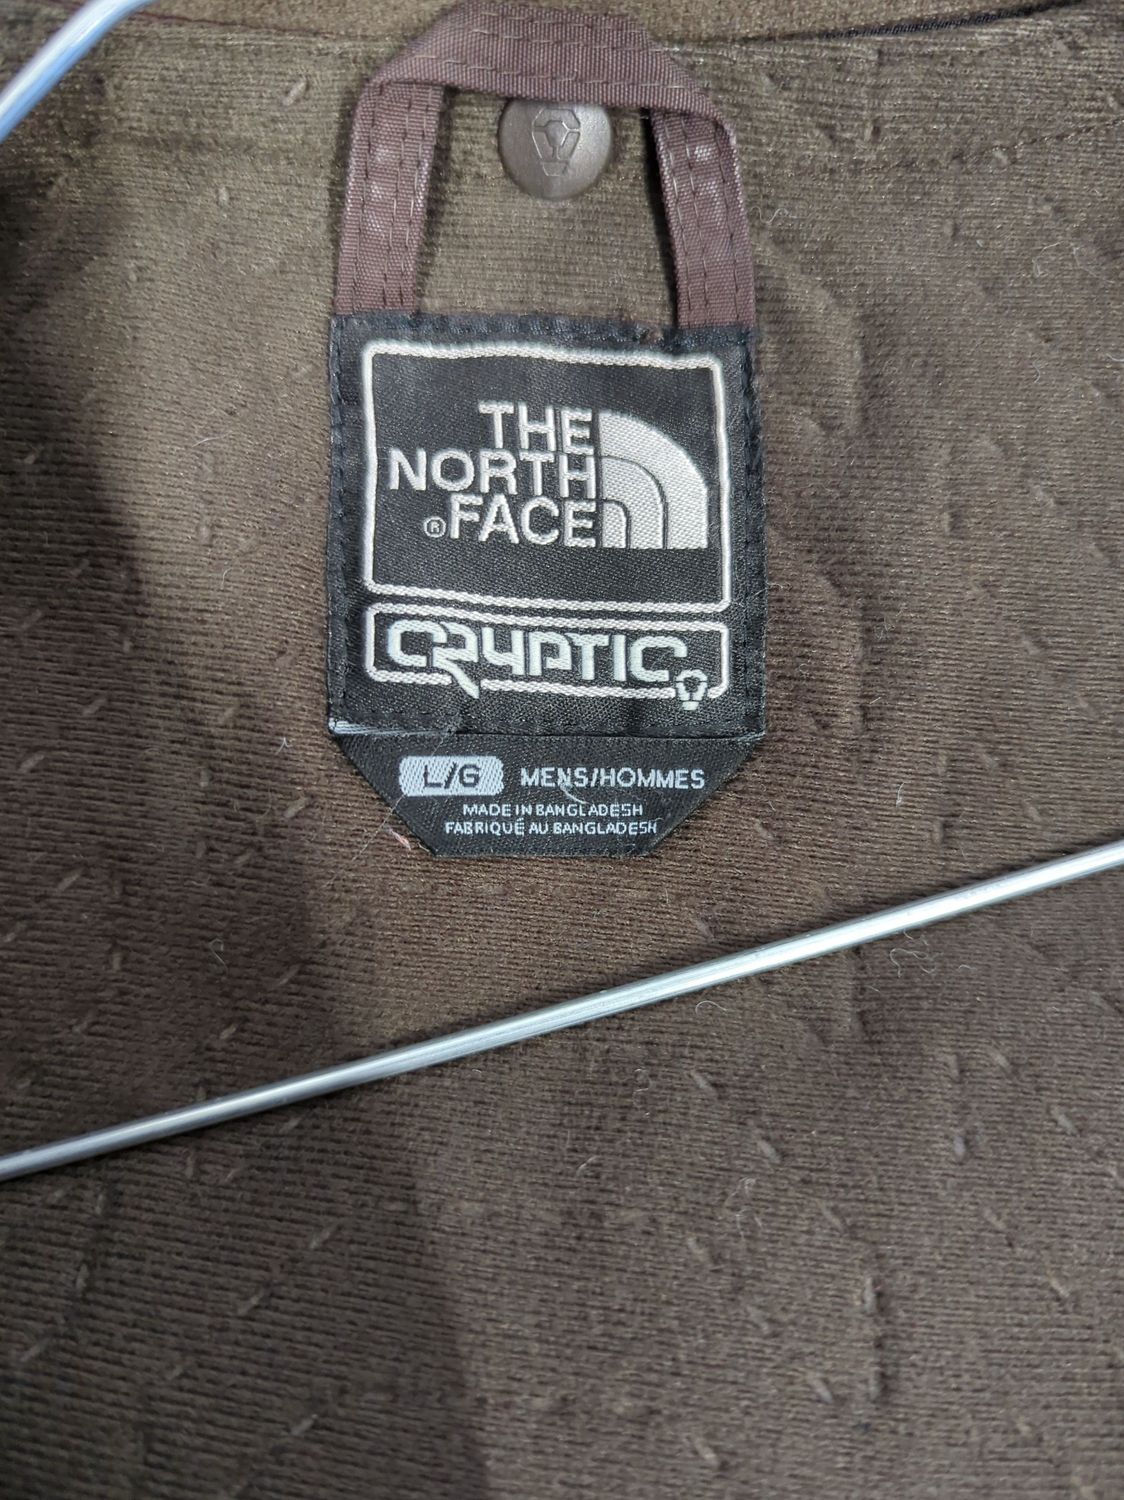 THE
NORTH
® FACE
CRYPTIC
L/G MENS/HOMMES
MADE IN BANGLADESH
FABRIQUÉ AU BANGLADESH